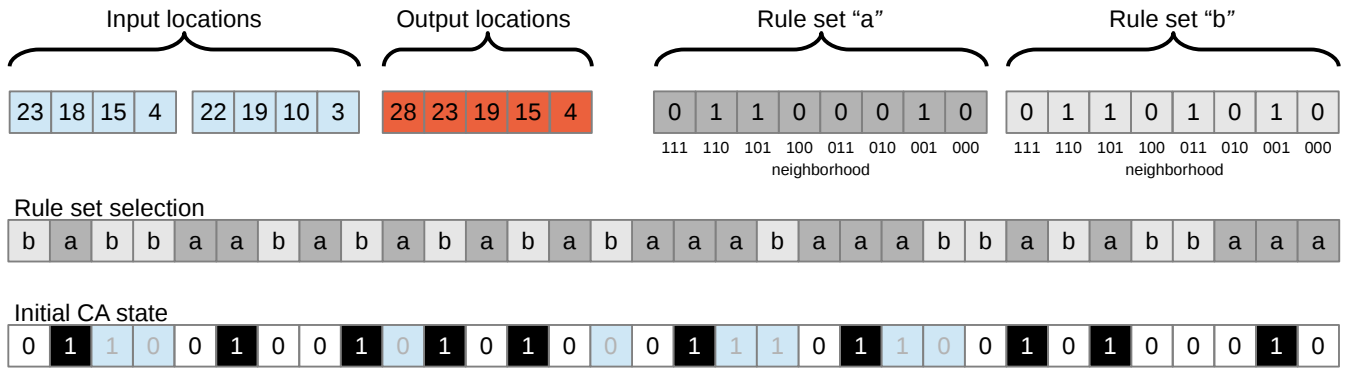 Input locations Output locations Rule set “a” Rule set “b”
23 18 15 4 22 19 10 3 28 23 19 15 4 0 1 1 0 0 0 1 0 0 1 1 0 1 0 1 0
111 110 101 100 011 010 001 000 111 110 101 100 011 010 001 000
neighborhood neighborhood
Rule set selection
b a b b a a b a b a b a b a b a a a b a a a b b a b a b b a a a
Initial CA state
0 1 1 0 0 1 0 0 1 0 1 0 1 0 0 0 1 1 1 0 1 1 0 0 1 0 1 0 0 0 1 0